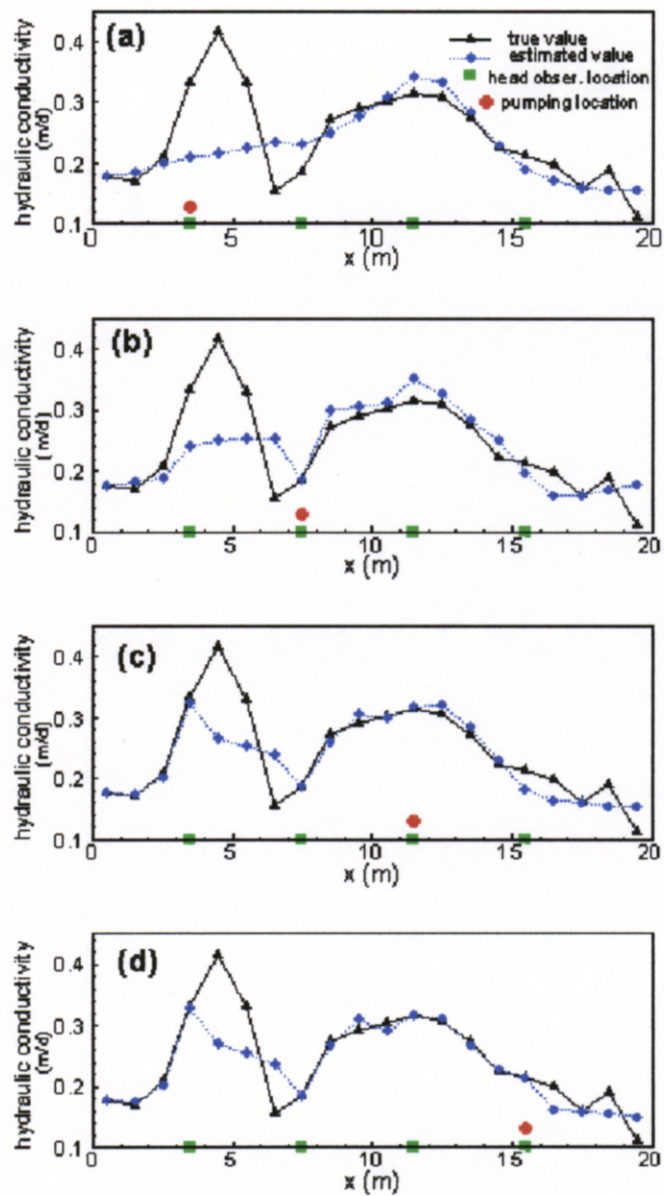 (a)
true value
estimated value
head obser. location
pumping location
hydraulic conductivity
(m/d)
0.4
0.3
0.2
0.1
0 5 10 15 20
x (m)
(b)
hydraulic conductivity
(m/d)
0.4
0.3
0.2
0.1
0 5 10 15 20
x (m)
(c)
hydraulic conductivity
(m/d)
0.4
0.3
0.2
0.1
0 5 10 15 20
x (m)
(d)
hydraulic conductivity
(m/d)
0.4
0.3
0.2
0.1
0 5 10 15 20
x (m)